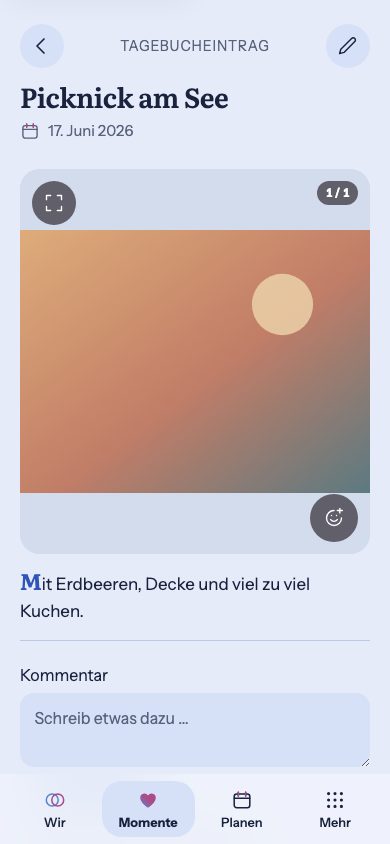 TAGEBUCHEINTRAG
Picknick am See
17. Juni 2026
1 / 1
Mit Erdbeeren, Decke und viel zu viel
Kuchen.
Kommentar
Schreib etwas dazu ...
Wir
Momente
Planen
Mehr